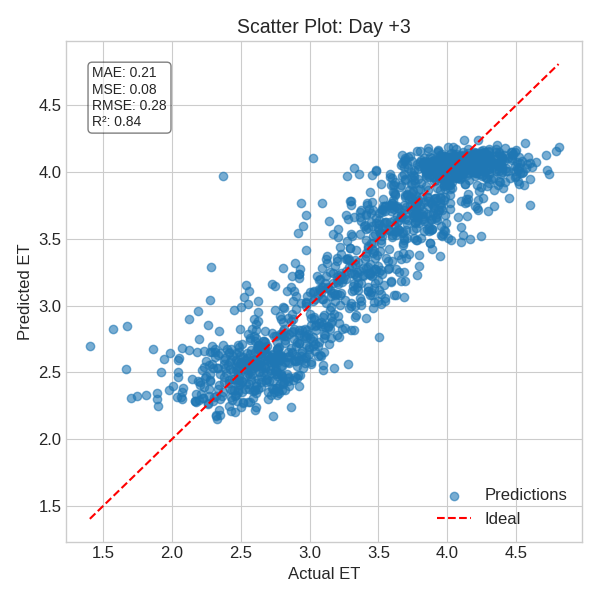 Scatter Plot: Day +3
MAE: 0.21
MSE: 0.08
RMSE: 0.28
R²: 0.84
4.5
4.0
3.5
3.0
2.5
2.0
1.5
Predicted ET
Predictions
Ideal
1.5 2.0 2.5 3.0 3.5 4.0 4.5
Actual ET